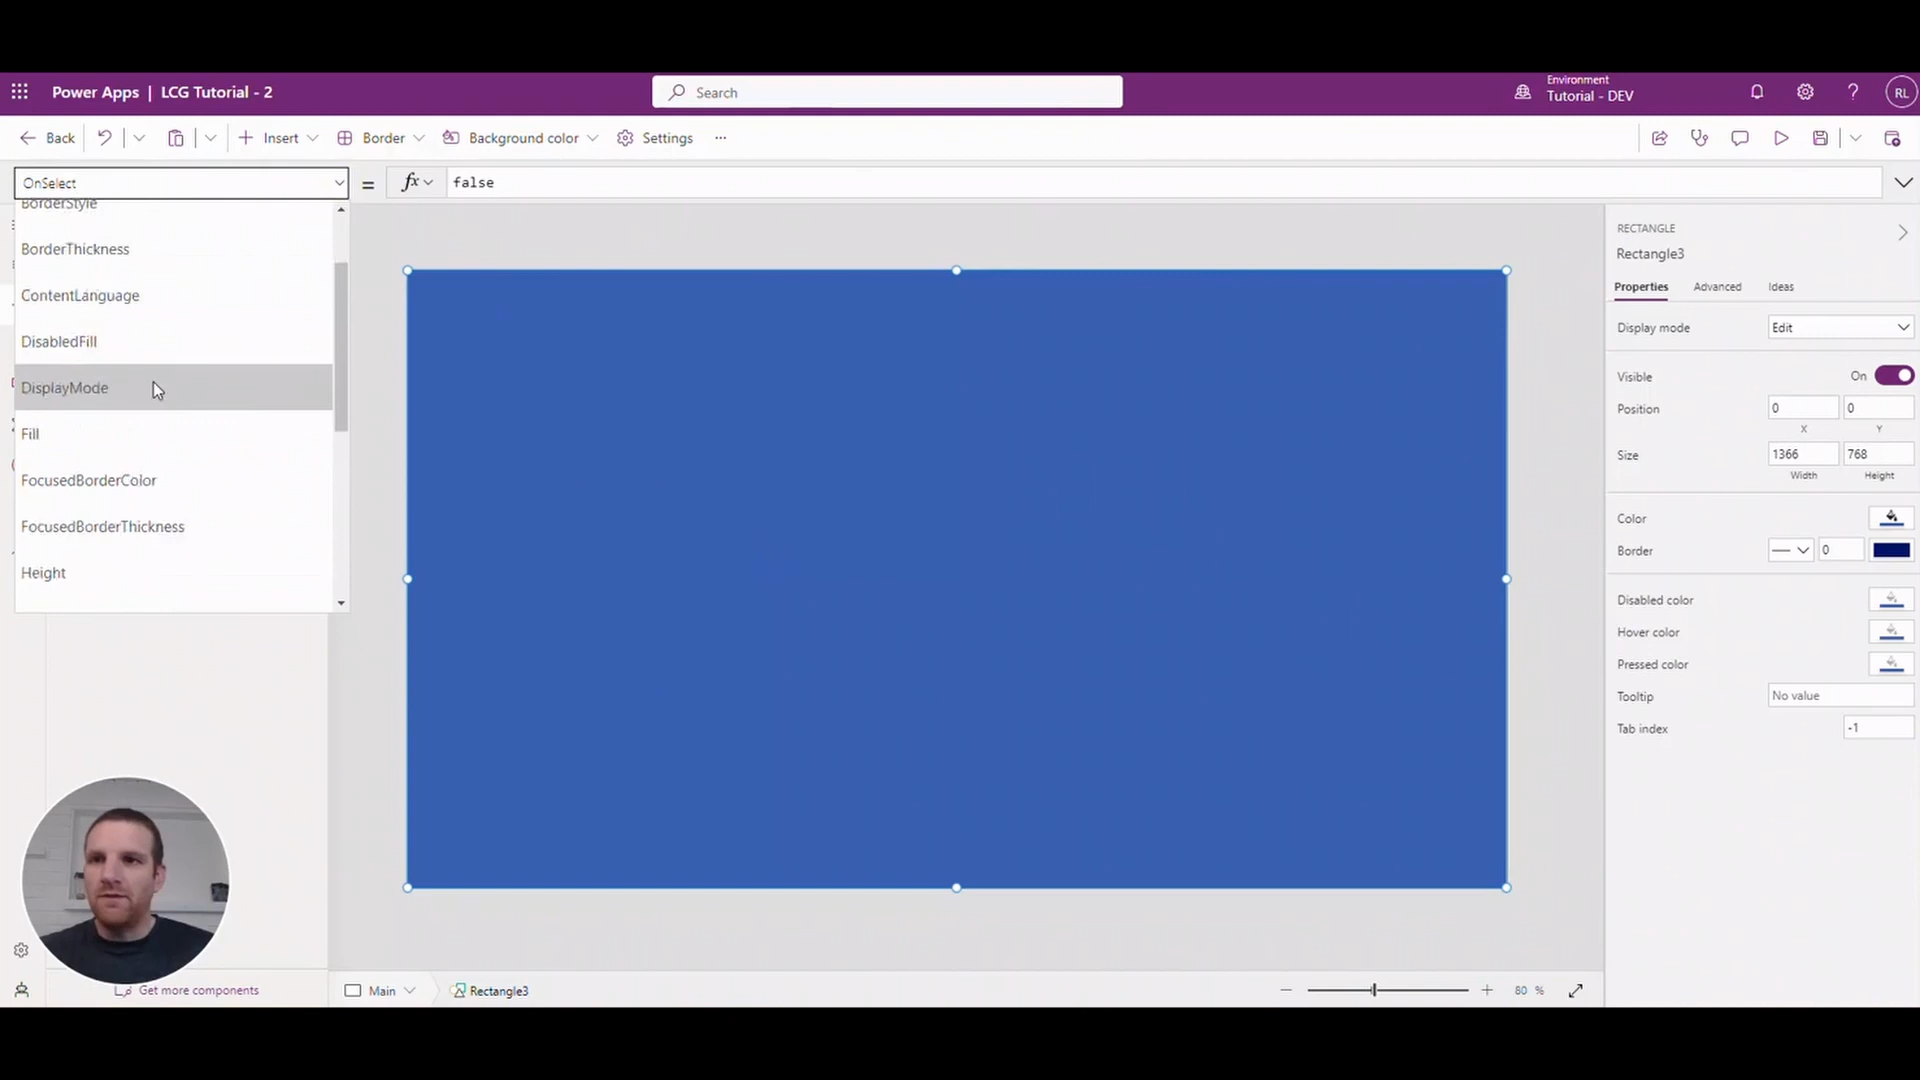 Power Apps | LCG Tutorial - 2
Search
Environment
Tutorial - DEV
RL
Back
Insert
Border
Background color
Settings
OnSelect
=
fx
false
BorderStyle
BorderThickness
ContentLanguage
DisabledFill
DisplayMode
Fill
FocusedBorderColor
FocusedBorderThickness
Height
RECTANGLE
Rectangle3
Properties
Advanced
Ideas
Display mode
Edit
Visible
On
Position
0
0
X
Y
Size
1366
768
Width
Height
Color
Border
0
Disabled color
Hover color
Pressed color
Tooltip
No value
Tab index
-1
Get more components
Main
Rectangle3
80 %